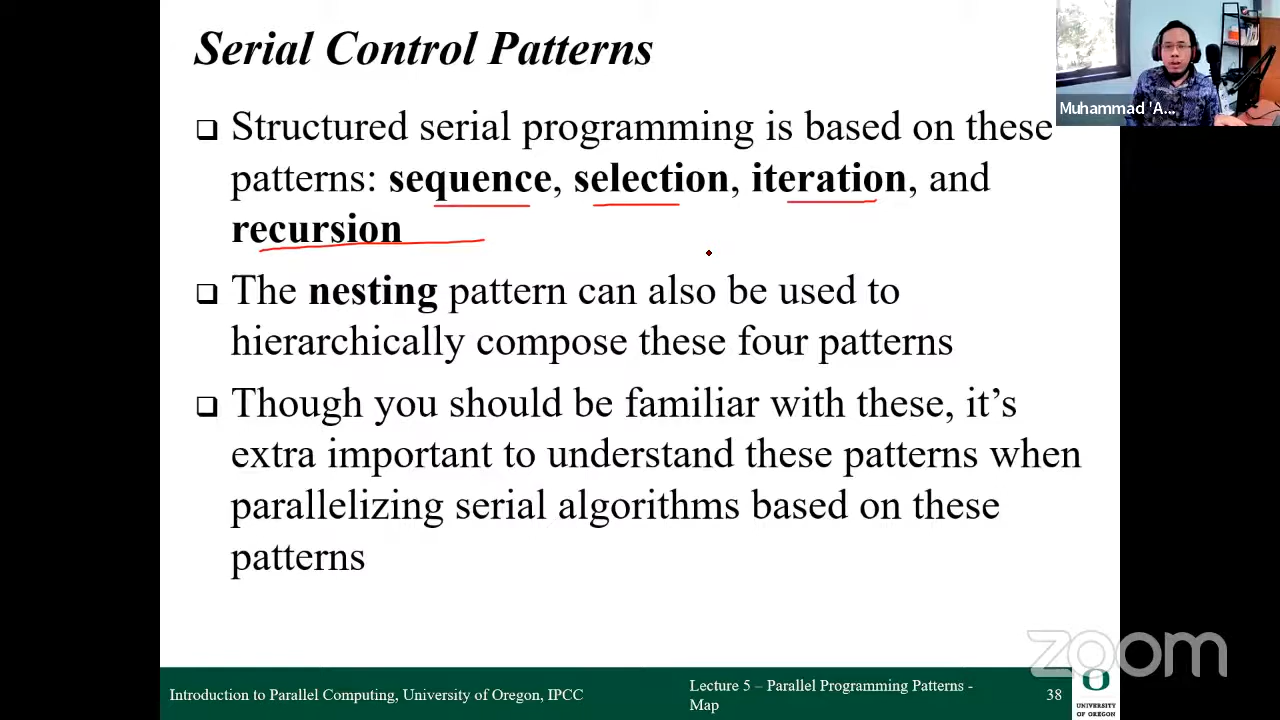 Serial Control Patterns
Muhammad 'A...
Structured serial programming is based on these
patterns: sequence, selection, iteration, and
recursion
The nesting pattern can also be used to
hierarchically compose these four patterns
Though you should be familiar with these, it’s
extra important to understand these patterns when
parallelizing serial algorithms based on these
patterns
zoom
Introduction to Parallel Computing, University of Oregon, IPCC
Lecture 5 – Parallel Programming Patterns -
Map
38
O
UNIVERSITY
OF OREGON